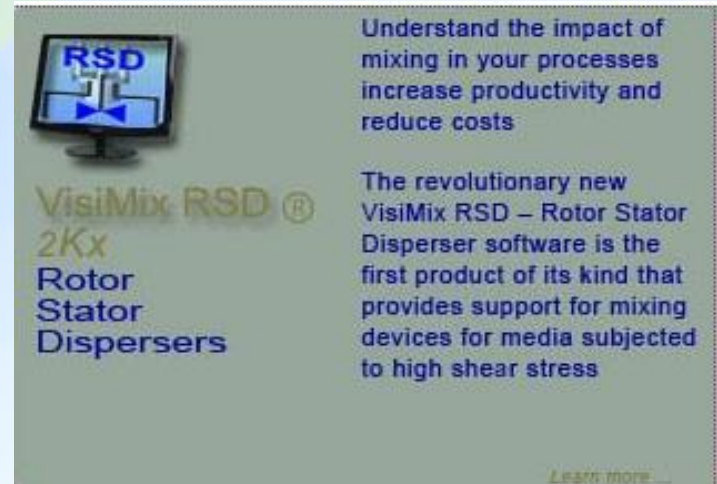 RSD
VisiMix RSD ®
2Kx
Rotor
Stator
Dispersers
Understand the impact of
mixing in your processes
increase productivity and
reduce costs
The revolutionary new
VisiMix RSD – Rotor Stator
Disperser software is the
first product of its kind that
provides support for mixing
devices for media subjected
to high shear stress
Learn more ...